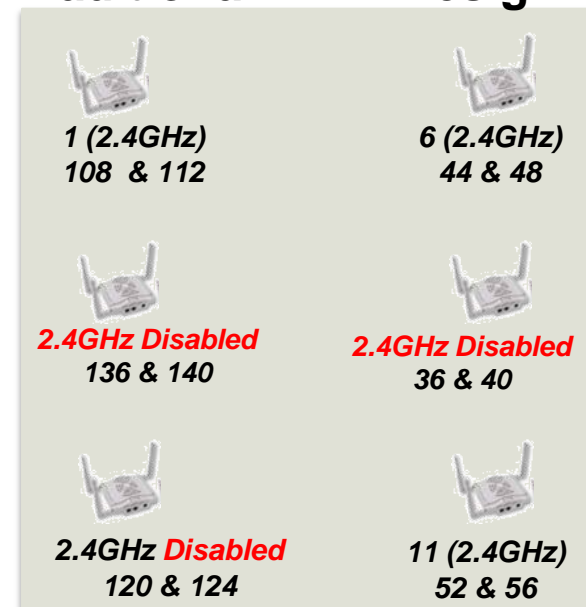 1 (2.4GHz)
108 & 112
6 (2.4GHz)
44 & 48
2.4GHz Disabled
136 & 140
2.4GHz Disabled
36 & 40
2.4GHz Disabled
120 & 124
11 (2.4GHz)
52 & 56